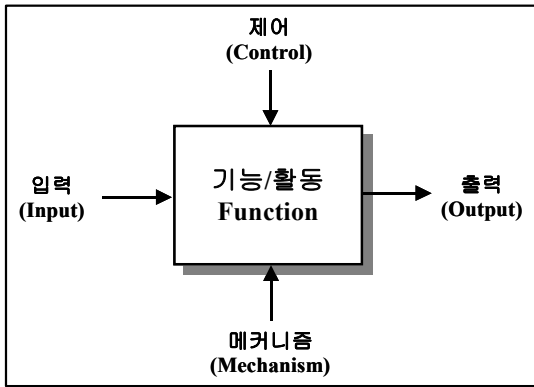 제어
(Control)
입력
(Input)
기능/활동
Function
출력
(Output)
메커니즘
(Mechanism)